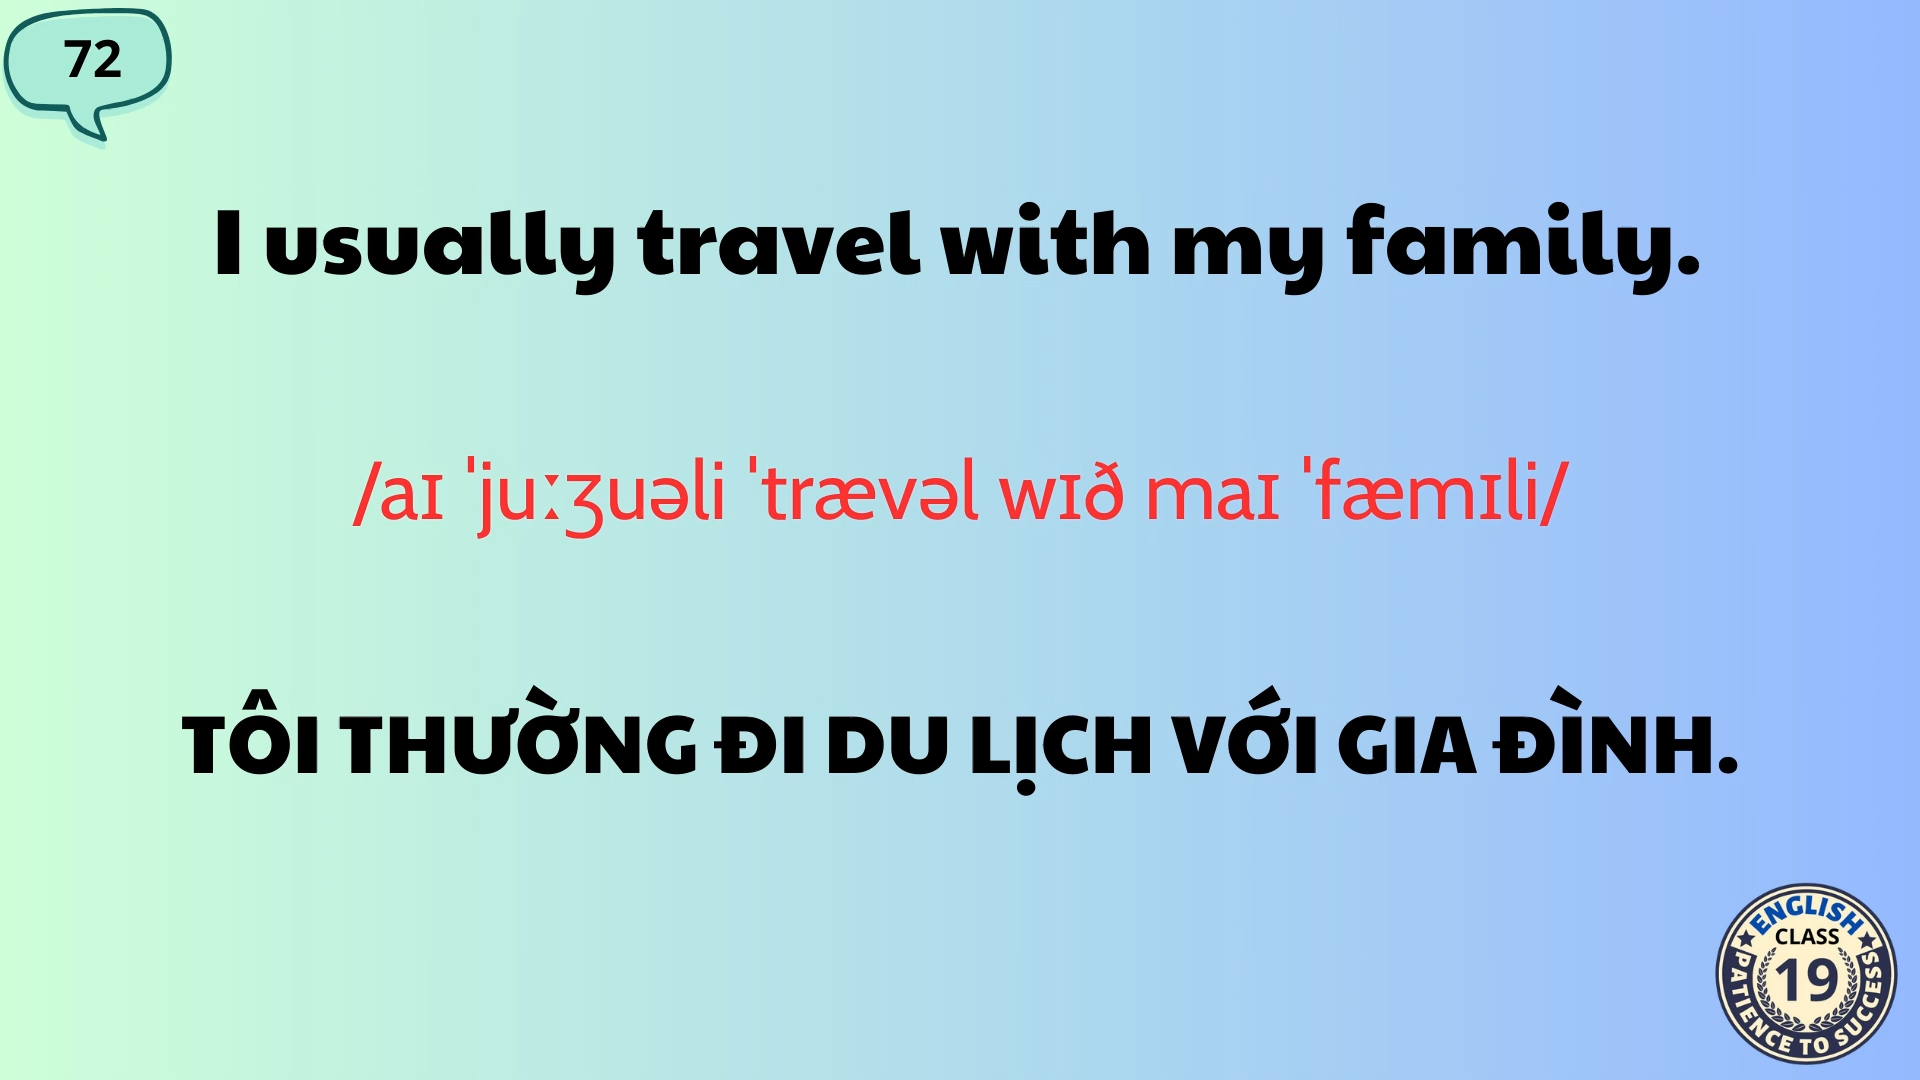 72
I usually travel with my family.
/aɪ ˈjuːʒuəli ˈtrævəl wɪð maɪ ˈfæmɪli/
TÔI THƯỜNG ĐI DU LỊCH VỚI GIA ĐÌNH.
ENGLISH
CLASS
19
PATIENCE TO SUCCESS